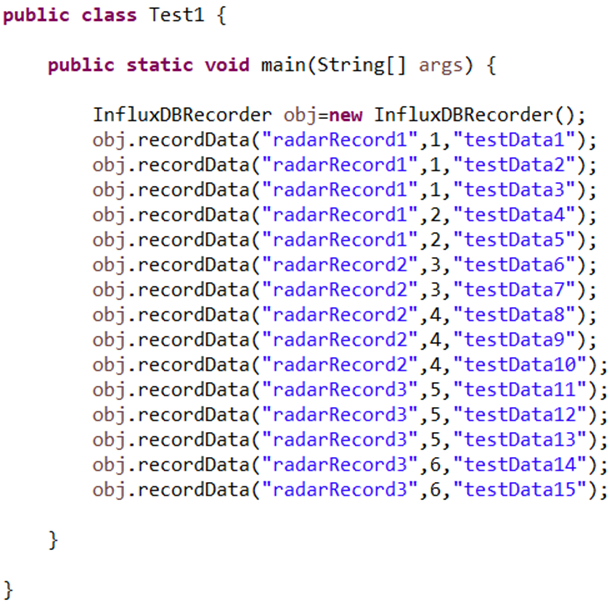 public class Test1 {
public static void main(String[] args) {
InfluxDBRecorder obj=new InfluxDBRecorder();
obj.recordData("radarRecord1",1,"testData1");
obj.recordData("radarRecord1",1,"testData2");
obj.recordData("radarRecord1",1,"testData3");
obj.recordData("radarRecord1",2,"testData4");
obj.recordData("radarRecord1",2,"testData5");
obj.recordData("radarRecord2",3,"testData6");
obj.recordData("radarRecord2",3,"testData7");
obj.recordData("radarRecord2",4,"testData8");
obj.recordData("radarRecord2",4,"testData9");
obj.recordData("radarRecord2",4,"testData10");
obj.recordData("radarRecord3",5,"testData11");
obj.recordData("radarRecord3",5,"testData12");
obj.recordData("radarRecord3",5,"testData13");
obj.recordData("radarRecord3",6,"testData14");
obj.recordData("radarRecord3",6,"testData15");
}
}